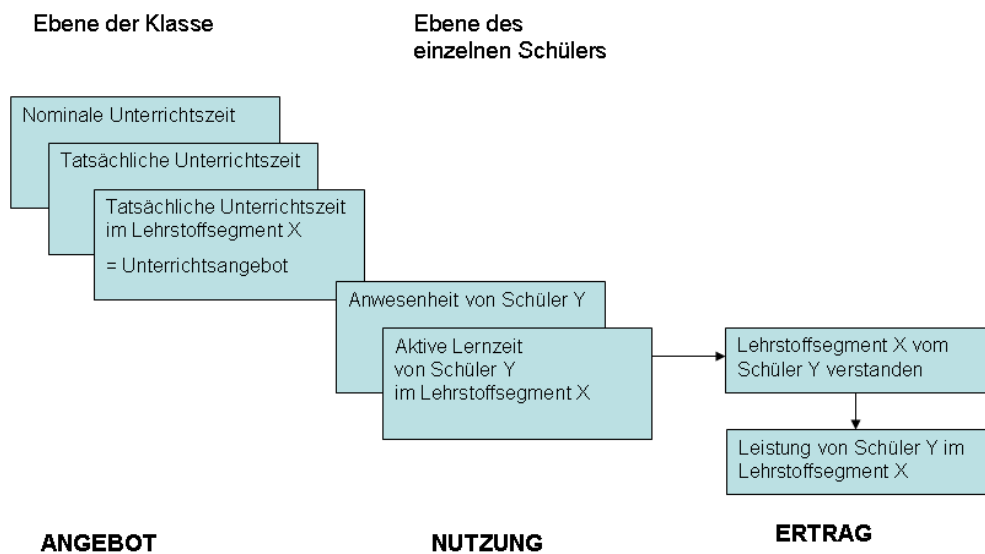 Ebene der Klasse
Ebene des
einzelnen Schülers
Nominale Unterrichtszeit
Tatsächliche Unterrichtszeit
Tatsächliche Unterrichtszeit
im Lehrstoffsegment X
= Unterrichtsangebot
Anwesenheit von Schüler Y
Aktive Lernzeit
von Schüler Y
im Lehrstoffsegment X
Lehrstoffsegment X vom
Schüler Y verstanden
Leistung von Schüler Y im
Lehrstoffsegment X
ANGEBOT
NUTZUNG
ERTRAG